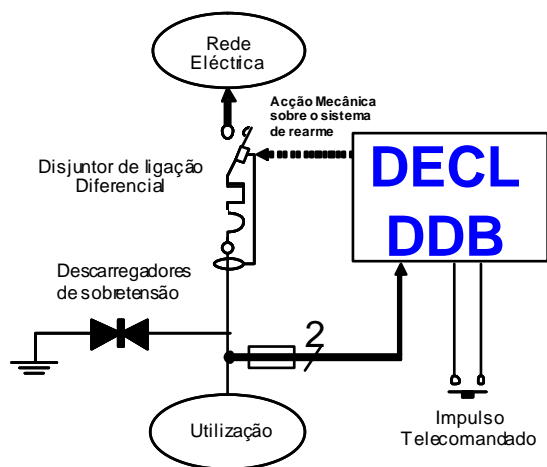 Rede
Eléctrica
Acção Mecânica
sobre o sistema
de rearme
Disjuntor de ligação
Diferencial
DECL
DDB
Descarregadores
de sobretensão
2
Utilização
Impulso
Telecomandado